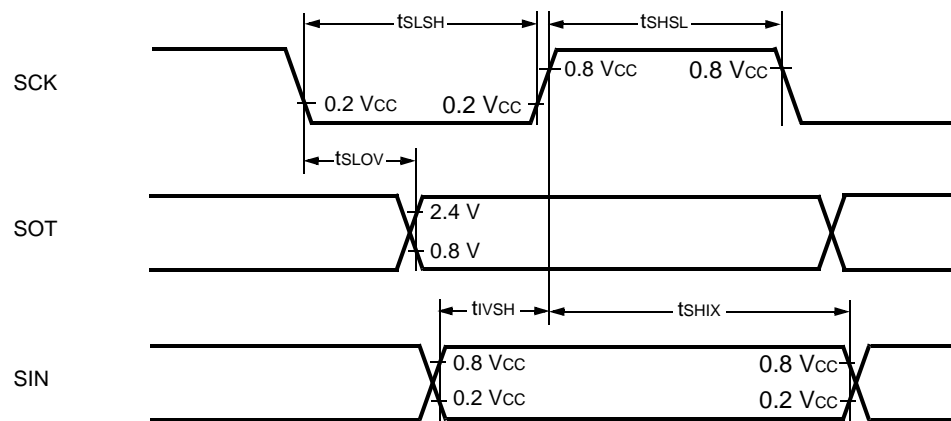 tSLSH tSHSL
SCK 0.8 VCC 0.8 VCC
0.2 VCC 0.2 VCC
tSLOV
SOT 2.4 V
0.8 V
tIVSH tSHIX
SIN 0.8 VCC 0.8 VCC
0.2 VCC 0.2 VCC